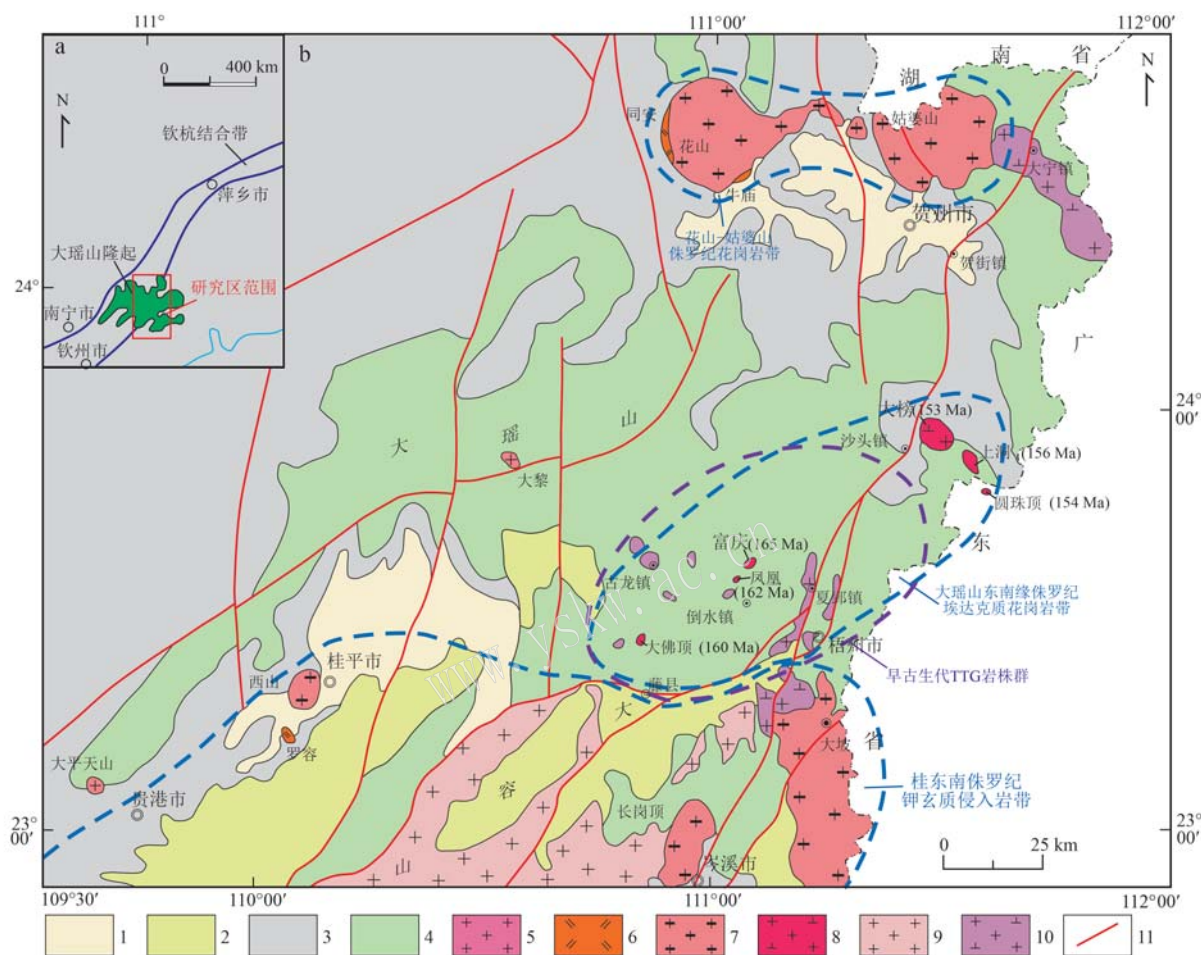 111°
111°00′
112°00′
a
b
0 400 km
N
钦杭结合带
萍乡市
大瑶山隆起
研究区范围
南宁市
钦州市
湖
南
省
N
同安
花山
姑婆山
大宁镇
牛庙
贺州市
花山-姑婆山
侏罗纪花岗岩带
贺街镇
24°
24°
00′
广
大榜(153 Ma)
沙头镇
上洞 (156 Ma)
圆珠顶 (154 Ma)
大
瑶
山
大黎
东
富庆(165 Ma)
古龙镇
凤凰
(162 Ma)
夏郢镇
倒水镇
大瑶山东南缘侏罗纪
埃达克质花岗岩带
大佛顶 (160 Ma)
梧州市
早古生代TTG岩株群
桂平市
西山
藤县
大
大坡
省
罗容
大平天山
贵港市
容
长岗顶
桂东南侏罗纪
钾玄质侵入岩带
23°
00′
23°
00′
山
岑溪市
0 25 km
109°30′
110°00′
111°00′
112°00′
1 2 3 4 5 6 7 8 9 10 11
www.ysxw.ac.cn